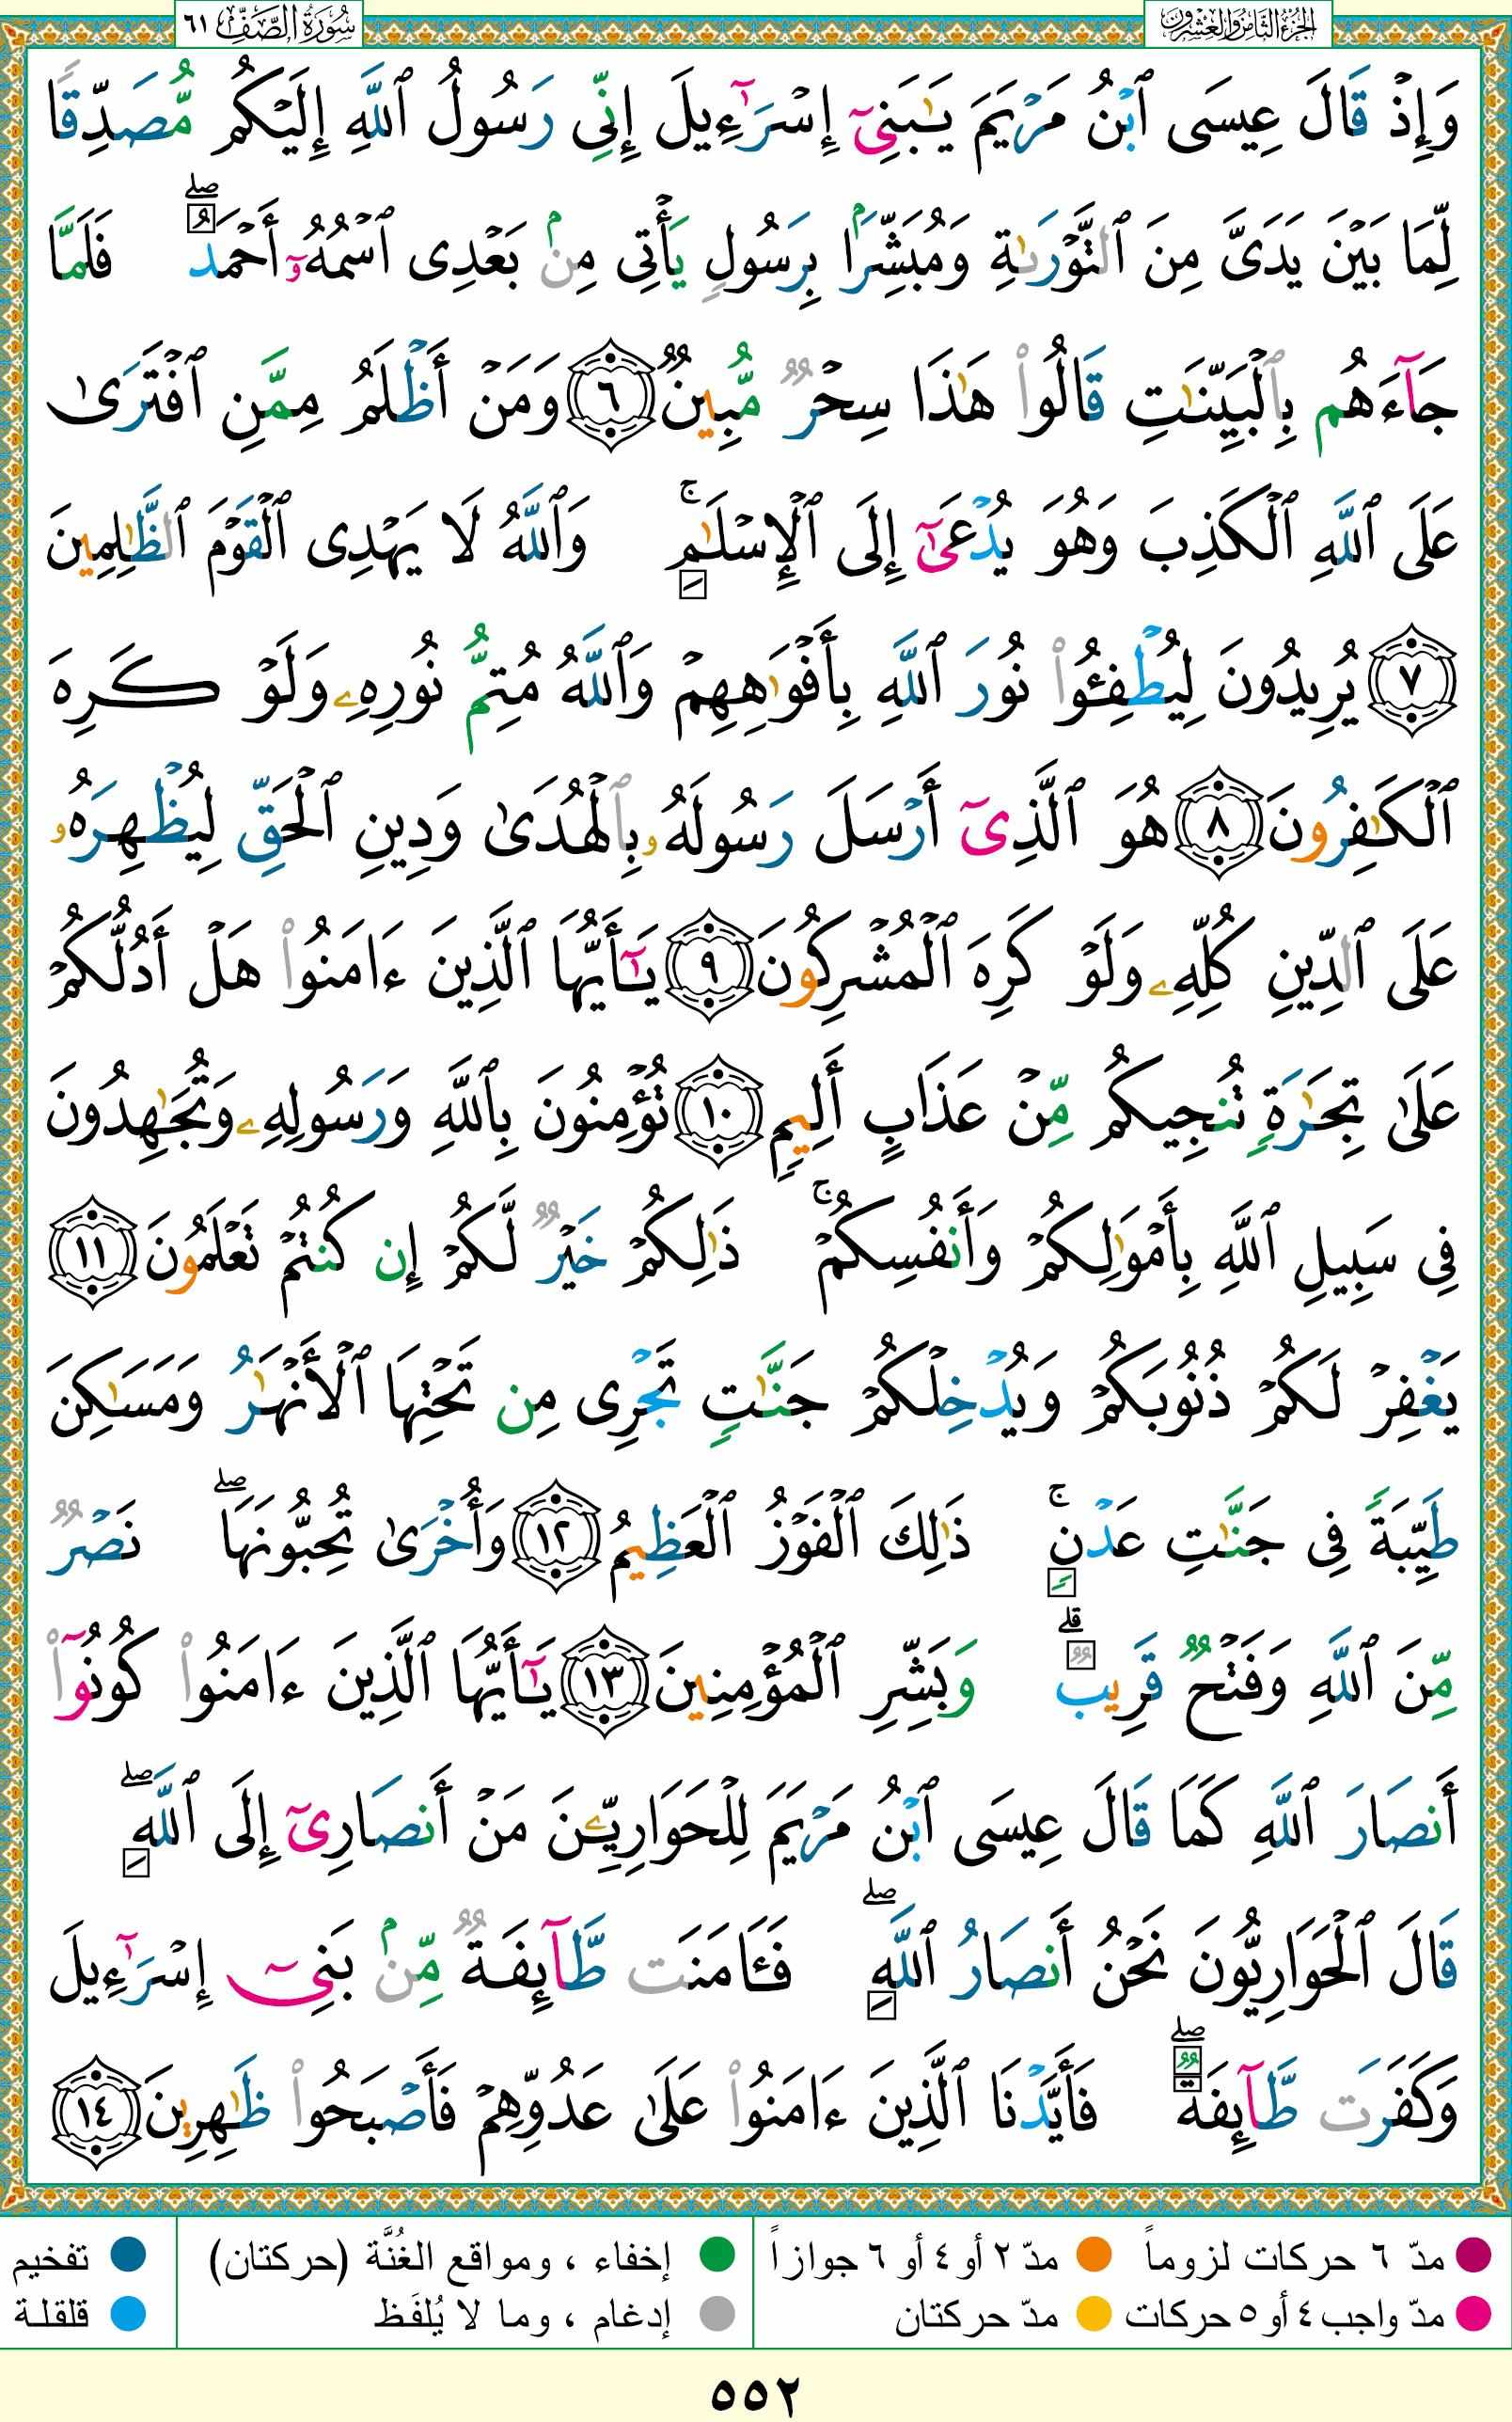 الجُزْءُ الثَّامِنُ وَالعِشْرُونَ
سُورَةُ الصَّفِّ ٦١
وَإِذْ قَالَ عِيسَى ٱبْنُ مَرْيَمَ يَٰبَنِىٓ إِسْرَٰٓءِيلَ إِنِّى رَسُولُ ٱللَّهِ إِلَيْكُم مُّصَدِّقًا
لِّمَا بَيْنَ يَدَىَّ مِنَ ٱلتَّوْرَىٰةِ وَمُبَشِّرًۢا بِرَسُولٍ يَأْتِى مِنۢ بَعْدِى ٱسْمُهُۥٓ أَحْمَدُ ۖ فَلَمَّا
جَآءَهُم بِٱلْبَيِّنَٰتِ قَالُوا۟ هَٰذَا سِحْرٌ مُّبِينٌ ٦ وَمَنْ أَظْلَمُ مِمَّنِ ٱفْتَرَىٰ
عَلَى ٱللَّهِ ٱلْكَذِبَ وَهُوَ يُدْعَىٰٓ إِلَى ٱلْإِسْلَٰمِ ۚ وَٱللَّهُ لَا يَهْدِى ٱلْقَوْمَ ٱلظَّٰلِمِينَ
٧ يُرِيدُونَ لِيُطْفِـُٔوا۟ نُورَ ٱللَّهِ بِأَفْوَٰهِهِمْ وَٱللَّهُ مُتِمُّ نُورِهِۦ وَلَوْ كَرِهَ
ٱلْكَٰفِرُونَ ٨ هُوَ ٱلَّذِىٓ أَرْسَلَ رَسُولَهُۥ بِٱلْهُدَىٰ وَدِينِ ٱلْحَقِّ لِيُظْهِرَهُۥ
عَلَى ٱلدِّينِ كُلِّهِۦ وَلَوْ كَرِهَ ٱلْمُشْرِكُونَ ٩ يَٰٓأَيُّهَا ٱلَّذِينَ ءَامَنُوا۟ هَلْ أَدُلُّكُمْ
عَلَىٰ تِجَٰرَةٍ تُنجِيكُم مِّنْ عَذَابٍ أَلِيمٍ ١٠ تُؤْمِنُونَ بِٱللَّهِ وَرَسُولِهِۦ وَتُجَٰهِدُونَ
فِى سَبِيلِ ٱللَّهِ بِأَمْوَٰلِكُمْ وَأَنفُسِكُمْ ۚ ذَٰلِكُمْ خَيْرٌ لَّكُمْ إِن كُنتُمْ تَعْلَمُونَ ١١
يَغْفِرْ لَكُمْ ذُنُوبَكُمْ وَيُدْخِلْكُمْ جَنَّٰتٍ تَجْرِى مِن تَحْتِهَا ٱلْأَنْهَٰرُ وَمَسَٰكِنَ
طَيِّبَةً فِى جَنَّٰتِ عَدْنٍ ۚ ذَٰلِكَ ٱلْفَوْزُ ٱلْعَظِيمُ ١٢ وَأُخْرَىٰ تُحِبُّونَهَا ۖ نَصْرٌ
مِّنَ ٱللَّهِ وَفَتْحٌ قَرِيبٌ ۗ وَبَشِّرِ ٱلْمُؤْمِنِينَ ١٣ يَٰٓأَيُّهَا ٱلَّذِينَ ءَامَنُوا۟ كُونُوٓا۟
أَنصَارَ ٱللَّهِ كَمَا قَالَ عِيسَى ٱبْنُ مَرْيَمَ لِلْحَوَارِيِّـۧنَ مَنْ أَنصَارِىٓ إِلَى ٱللَّهِ ۖ
قَالَ ٱلْحَوَارِيُّونَ نَحْنُ أَنصَارُ ٱللَّهِ ۖ فَـَٔامَنَت طَّآئِفَةٌ مِّنۢ بَنِىٓ إِسْرَٰٓءِيلَ
وَكَفَرَت طَّآئِفَةٌ ۖ فَأَيَّدْنَا ٱلَّذِينَ ءَامَنُوا۟ عَلَىٰ عَدُوِّهِمْ فَأَصْبَحُوا۟ ظَٰهِرِينَ ١٤
مدّ ٦ حركات لزوماً مدّ ٢ أو ٤ أو ٦ جوازاً إخفاء ، ومواقع الغُنَّة (حركتان) تفخيم
مدّ واجب ٤ أو ٥ حركات مدّ حركتان إدغام ، وما لا يُلفَظ قلقلة
٥٥٢